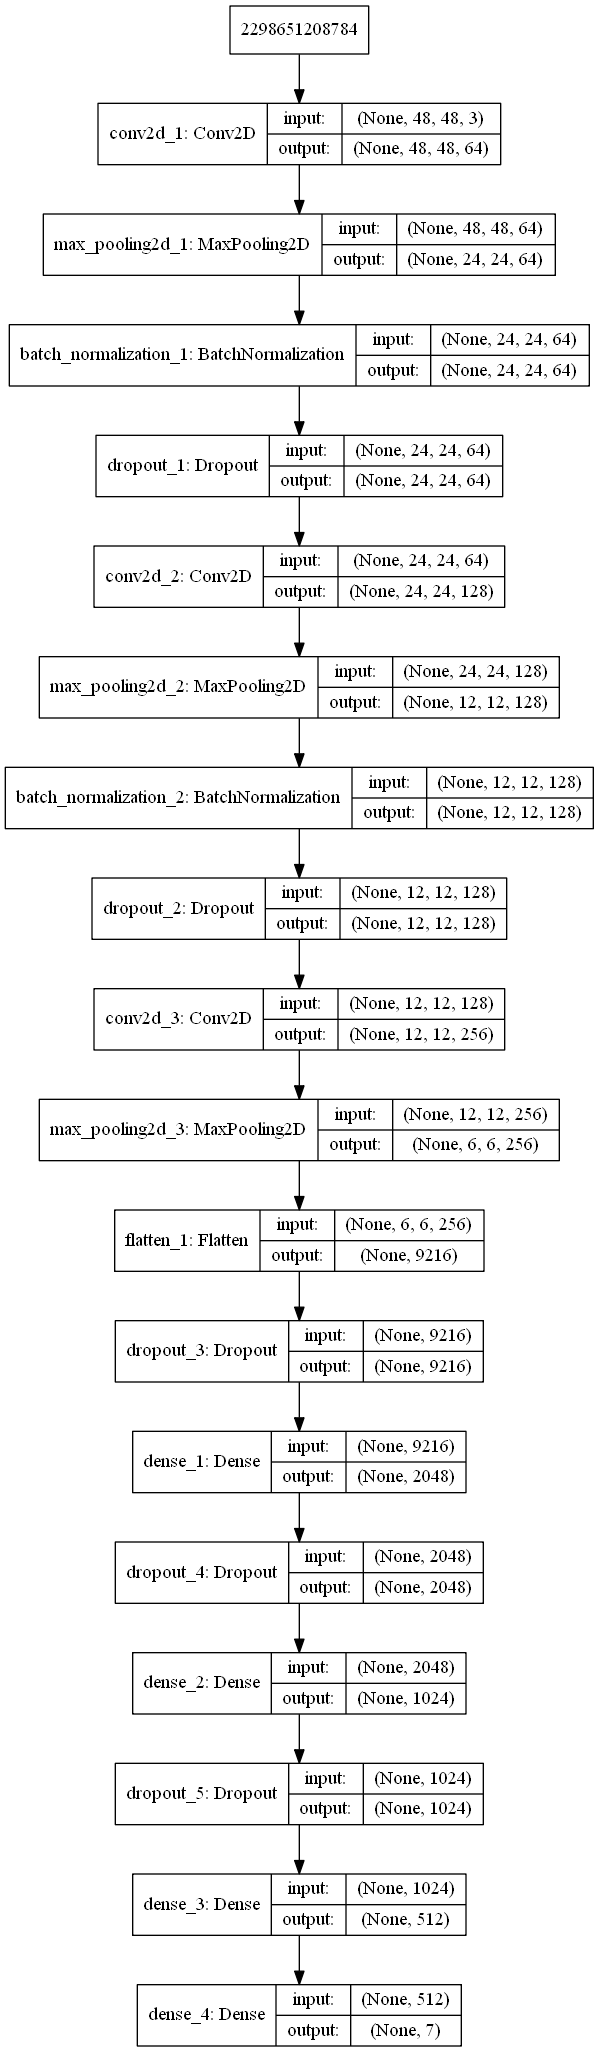 2298651208784
conv2d_1: Conv2D
input:
(None, 48, 48, 3)
output:
(None, 48, 48, 64)
max_pooling2d_1: MaxPooling2D
input:
(None, 48, 48, 64)
output:
(None, 24, 24, 64)
batch_normalization_1: BatchNormalization
input:
(None, 24, 24, 64)
output:
(None, 24, 24, 64)
dropout_1: Dropout
input:
(None, 24, 24, 64)
output:
(None, 24, 24, 64)
conv2d_2: Conv2D
input:
(None, 24, 24, 64)
output:
(None, 24, 24, 128)
max_pooling2d_2: MaxPooling2D
input:
(None, 24, 24, 128)
output:
(None, 12, 12, 128)
batch_normalization_2: BatchNormalization
input:
(None, 12, 12, 128)
output:
(None, 12, 12, 128)
dropout_2: Dropout
input:
(None, 12, 12, 128)
output:
(None, 12, 12, 128)
conv2d_3: Conv2D
input:
(None, 12, 12, 128)
output:
(None, 12, 12, 256)
max_pooling2d_3: MaxPooling2D
input:
(None, 12, 12, 256)
output:
(None, 6, 6, 256)
flatten_1: Flatten
input:
(None, 6, 6, 256)
output:
(None, 9216)
dropout_3: Dropout
input:
(None, 9216)
output:
(None, 9216)
dense_1: Dense
input:
(None, 9216)
output:
(None, 2048)
dropout_4: Dropout
input:
(None, 2048)
output:
(None, 2048)
dense_2: Dense
input:
(None, 2048)
output:
(None, 1024)
dropout_5: Dropout
input:
(None, 1024)
output:
(None, 1024)
dense_3: Dense
input:
(None, 1024)
output:
(None, 512)
dense_4: Dense
input:
(None, 512)
output:
(None, 7)